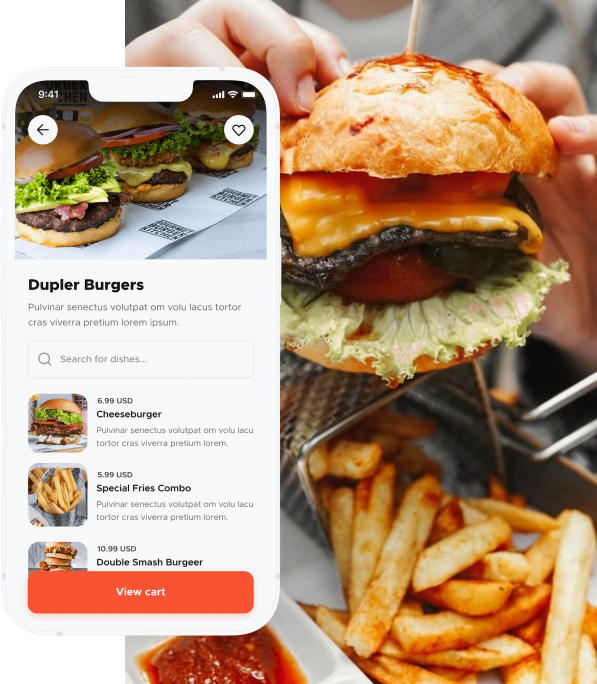 9:41
Dupler Burgers
Pulvinar senectus volutpat om volu lacus tortor
cras viverra pretium lorem ipsum.
Search for dishes...
6.99 USD
Cheeseburger
Pulvinar senectus volutpat om volu lacu
tortor cras viverra pretium lorem.
5.99 USD
Special Fries Combo
Pulvinar senectus volutpat om volu lacu
tortor cras viverra pretium lorem.
10.99 USD
Double Smash Burgeer
View cart